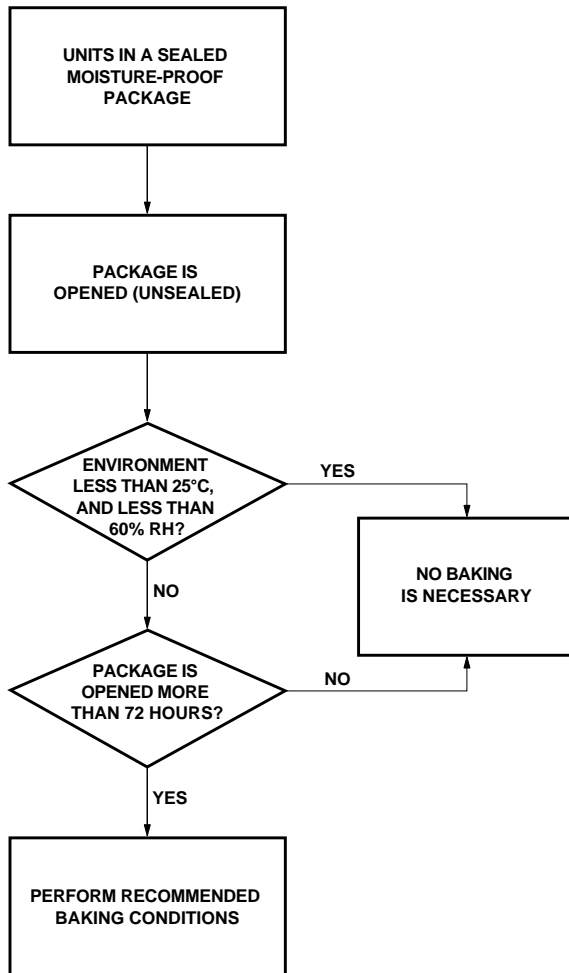 UNITS IN A SEALED
MOISTURE-PROOF
PACKAGE
PACKAGE IS
OPENED (UNSEALED)
ENVIRONMENT
LESS THAN 25°C,
AND LESS THAN
60% RH?
YES
NO BAKING
IS NECESSARY
NO
PACKAGE IS
OPENED MORE
THAN 72 HOURS?
NO
YES
PERFORM RECOMMENDED
BAKING CONDITIONS